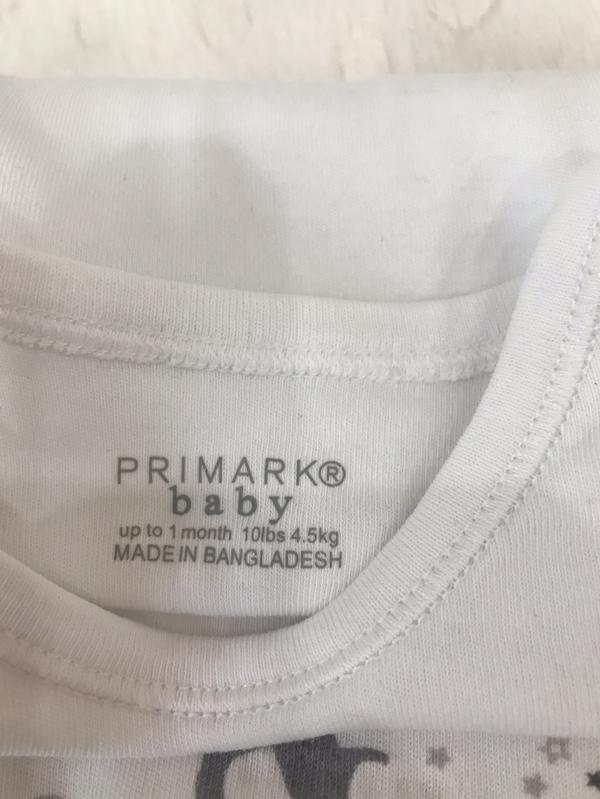 PRIMARK®
baby
up to 1 month 10lbs 4.5kg
MADE IN BANGLADESH